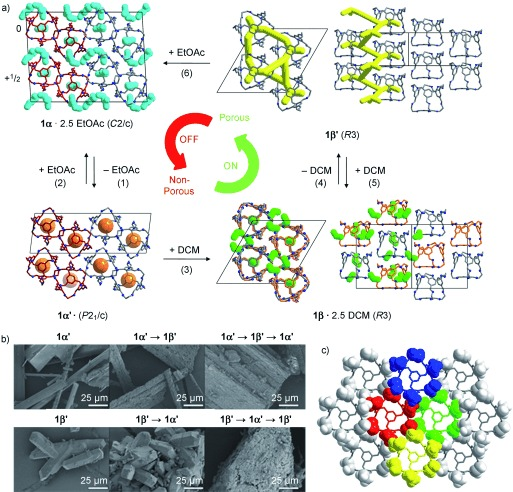 a)
0
+1/2
+ EtOAc
(6)
1α · 2.5 EtOAc (C2/c)
1β' (R3)
Porous
OFF
ON
Non-
Porous
+ EtOAc
(2)
– EtOAc
(1)
– DCM
(4)
+ DCM
(5)
+ DCM
(3)
1α' · (P2₁/c)
1β · 2.5 DCM (R3)
b)
1α'
1α' → 1β'
1α' → 1β' → 1α'
25 µm
25 µm
25 µm
1β'
1β' → 1α'
1β' → 1α' → 1β'
25 µm
25 µm
25 µm
c)